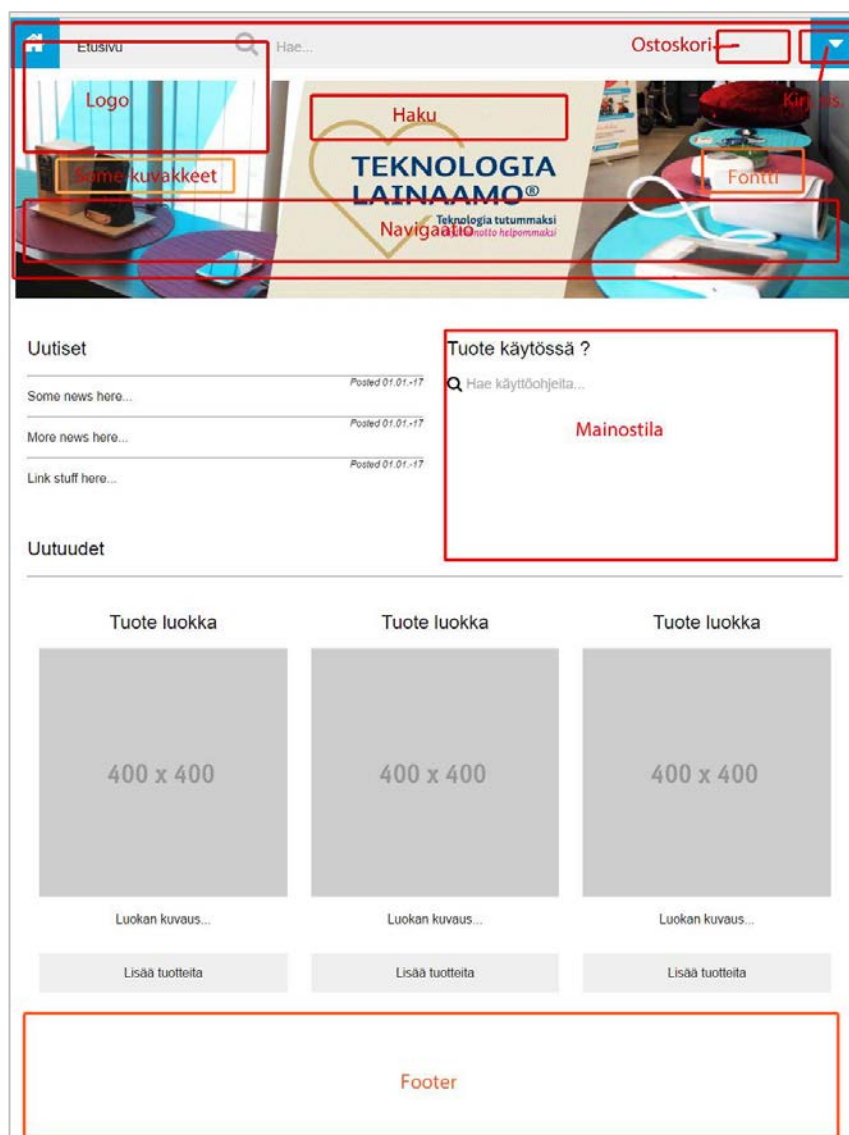 Etusivu
Hae...
Ostoskori
Logo
Haku
Some kuvakkeet
Fontti
TEKNOLOGIA
LAINAAMO®
Teknologia tutummaksi
Navigaatio
helpommaksi
Uutiset
Posted 01.01.-17
Some news here...
Posted 01.01.-17
More news here...
Posted 01.01.-17
Link stuff here...
Tuote käytössä ?
Hae käyttöohjeita...
Mainostila
Uutuudet
Tuote luokka
Tuote luokka
Tuote luokka
400 x 400
400 x 400
400 x 400
Luokan kuvaus...
Luokan kuvaus...
Luokan kuvaus...
Lisää tuotteita
Lisää tuotteita
Lisää tuotteita
Footer